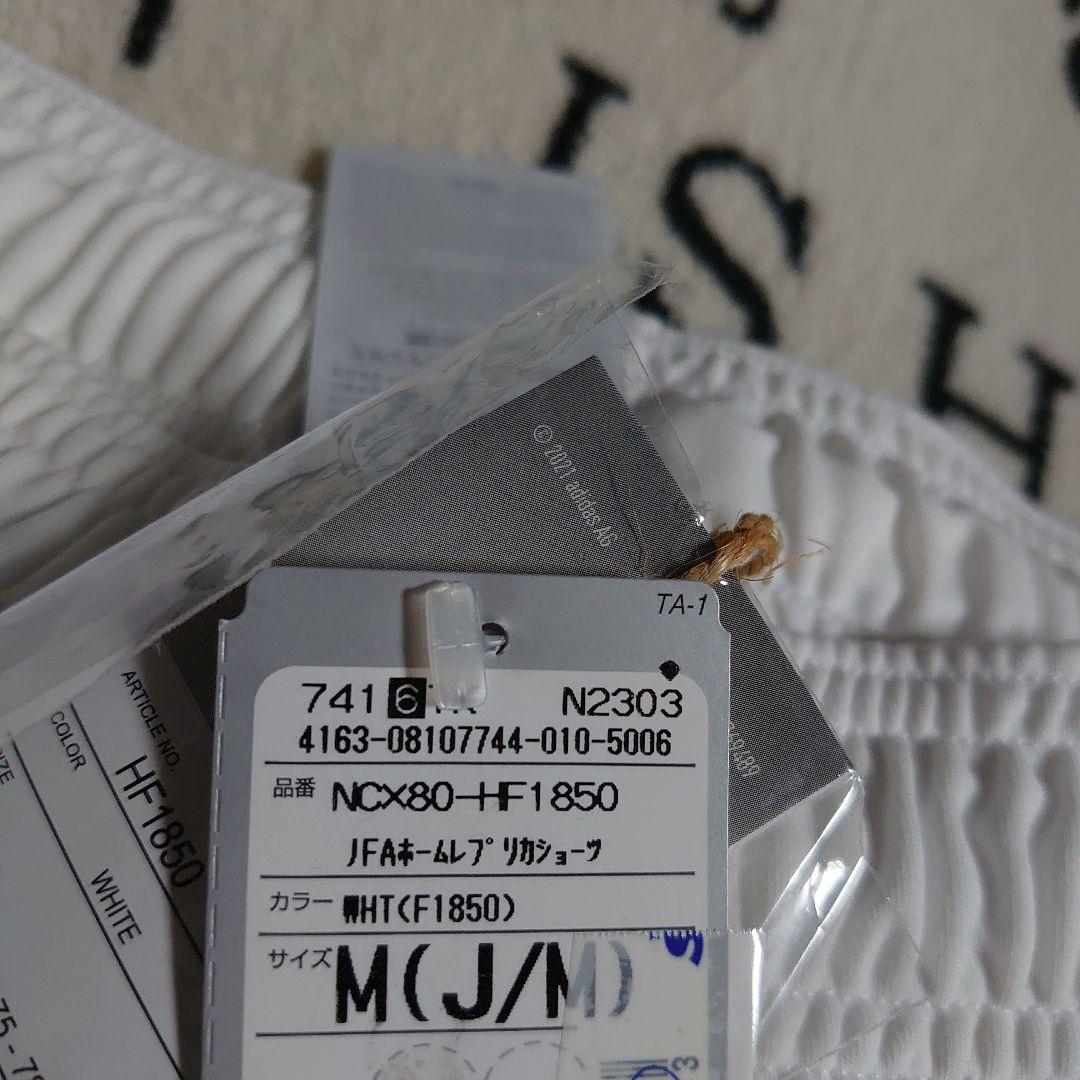 I
S
H
© 2021 adidas AG
TA-1
741 6
N2303
4163-08107744-010-5006
品番 NCX80-HF1850
JFAホームレプリカショーツ
カラー WHT(F1850)
サイズ M(J/M)
ARTICLE NO.
HF1850
COLOR
WHITE